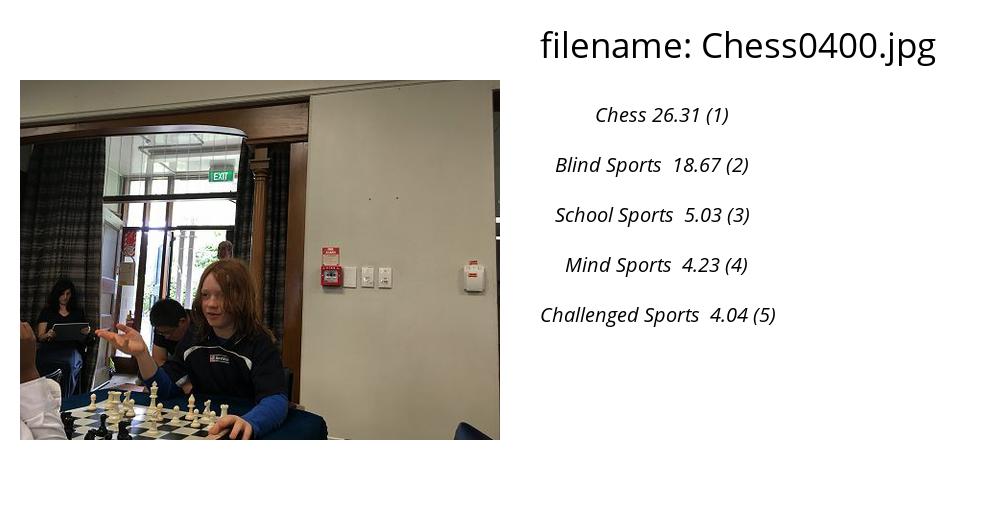 filename: Chess0400.jpg
Chess 26.31 (1)
Blind Sports 18.67 (2)
School Sports 5.03 (3)
Mind Sports 4.23 (4)
Challenged Sports 4.04 (5)
EXIT